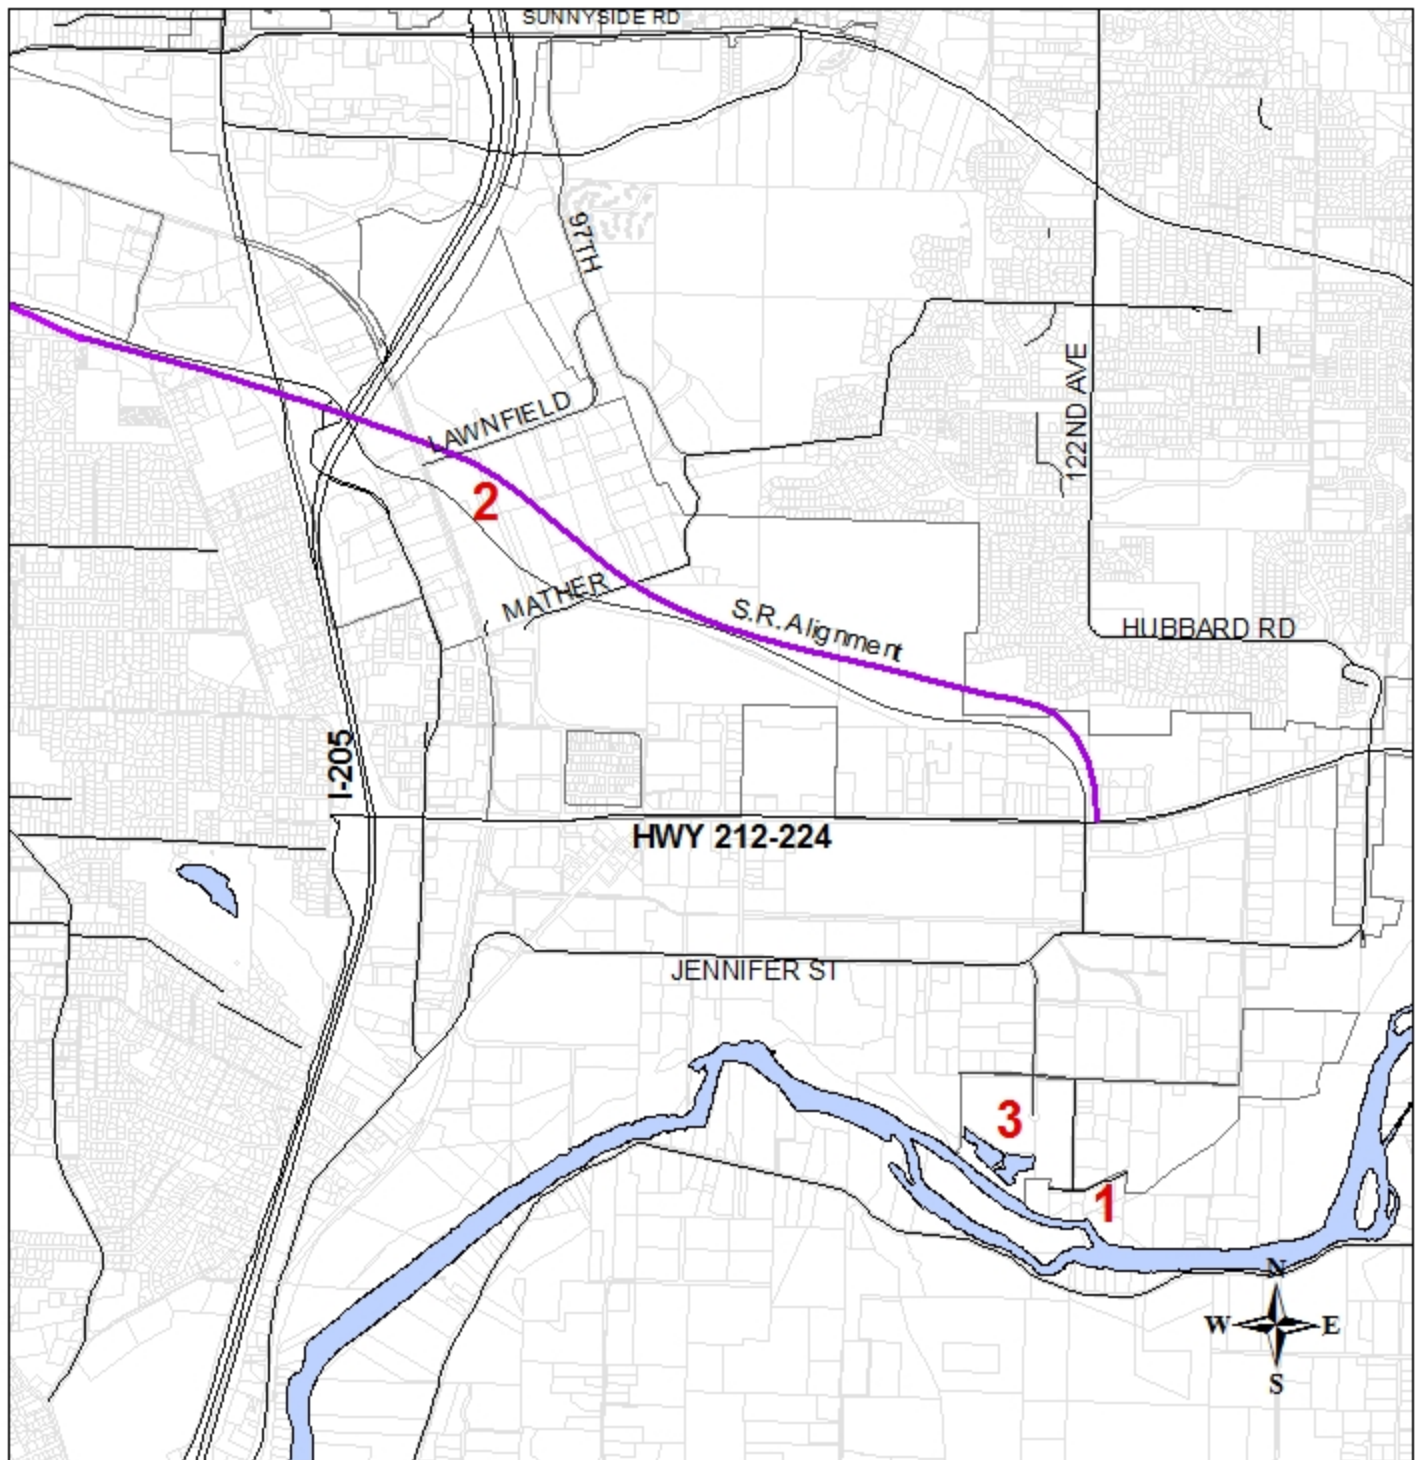 SUNNYSIDE RD
97TH
122ND AVE
LAWNFIELD
2
MATHER
S.R. Alignment
HUBBARD RD
I-205
HWY 212-224
JENNIFER ST
3
1
N
W E
S